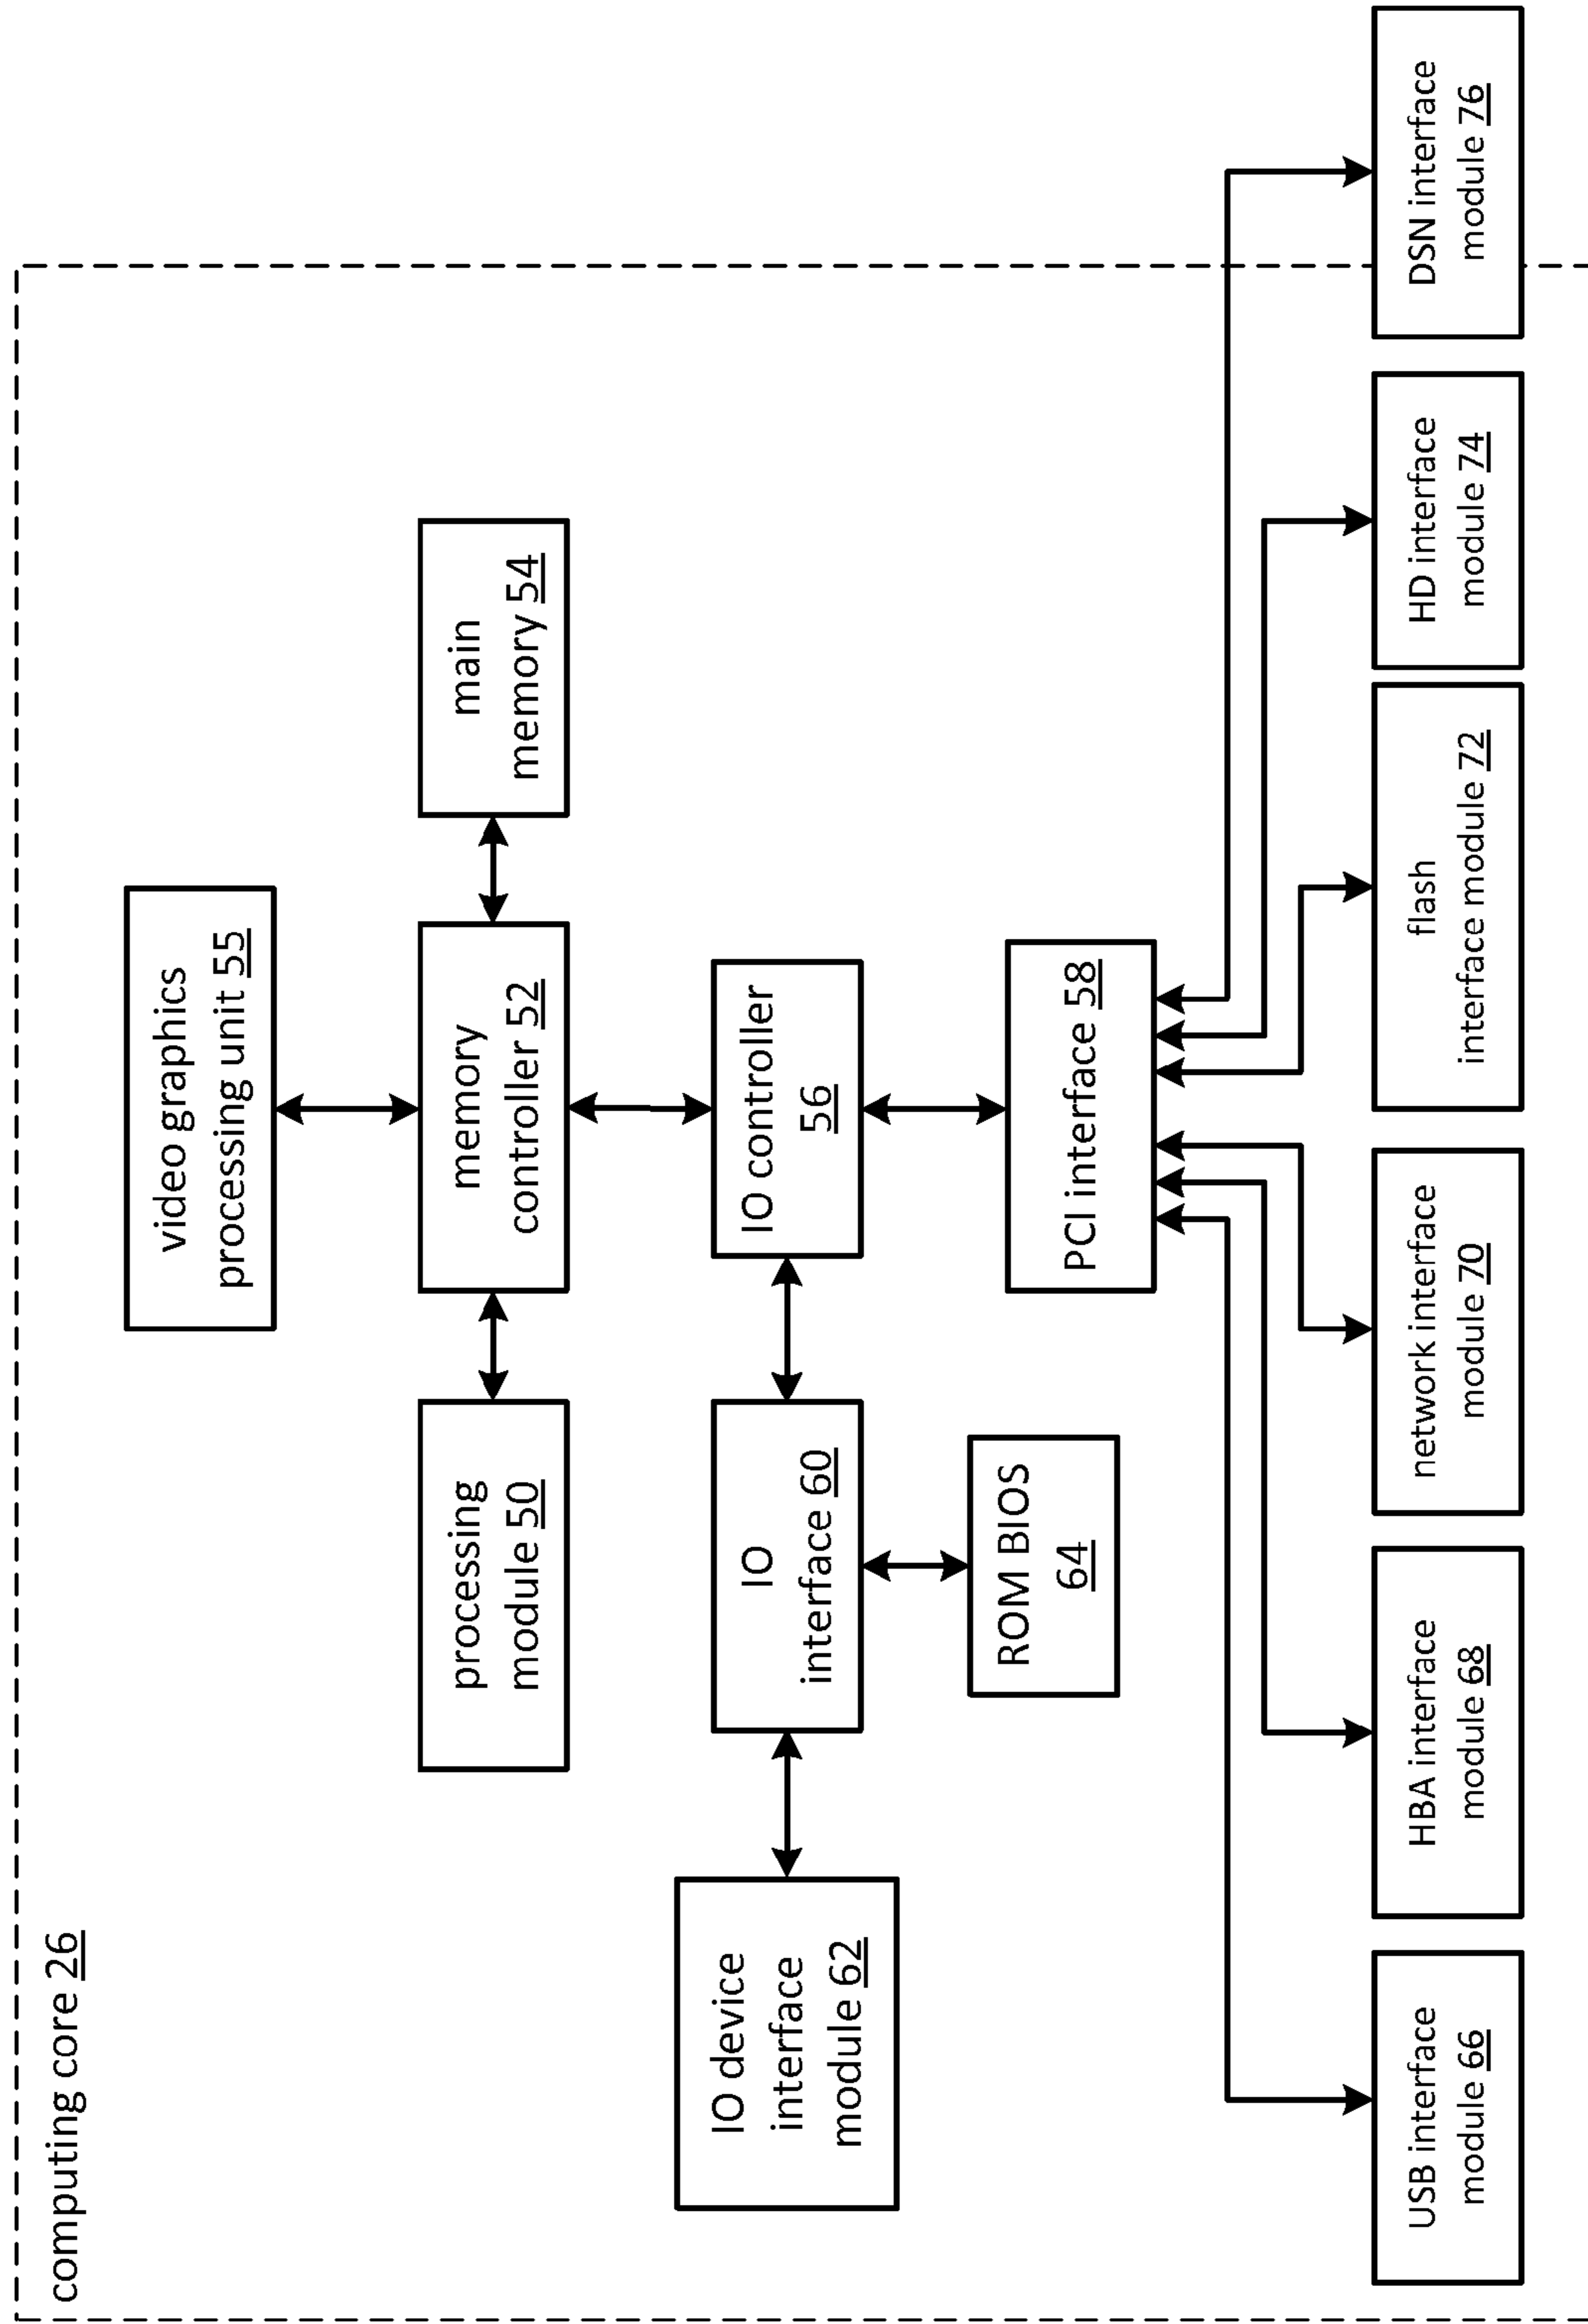 computing core 26
video graphics
processing unit 55
processing
module 50
memory
controller 52
main
memory 54
IO device
interface
module 62
IO
interface 60
IO controller
56
ROM BIOS
64
PCI interface 58
USB interface
module 66
HBA interface
module 68
network interface
module 70
flash
interface module 72
HD interface
module 74
DSN interface
module 76